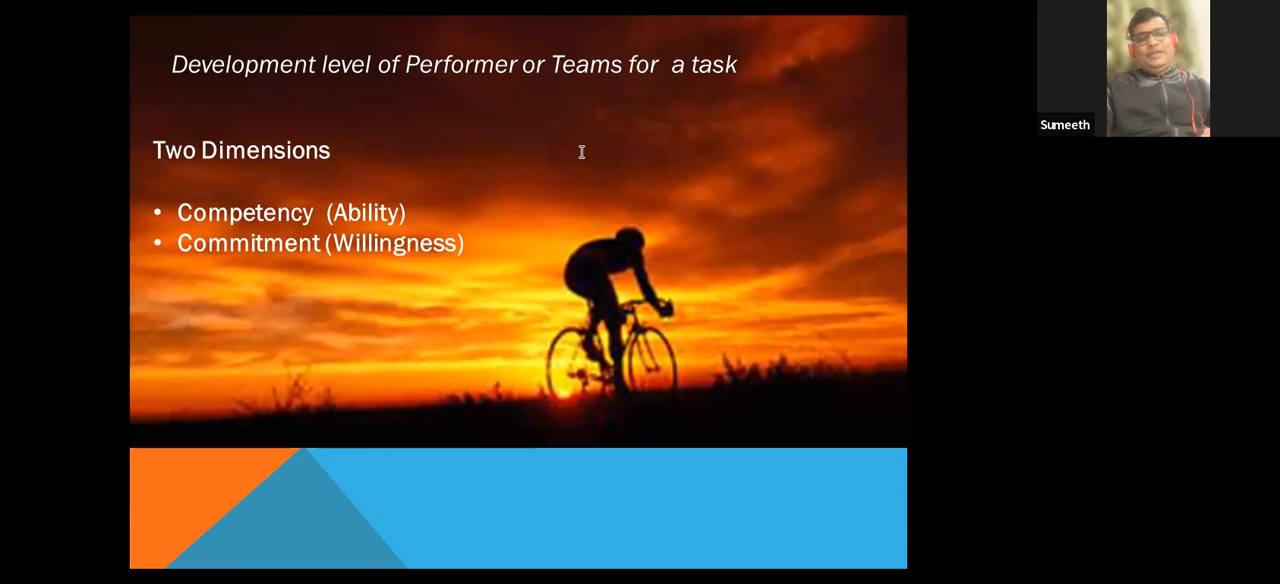 Development level of Performer or Teams for a task
Two Dimensions
• Competency (Ability)
• Commitment (Willingness)
Sumeeth